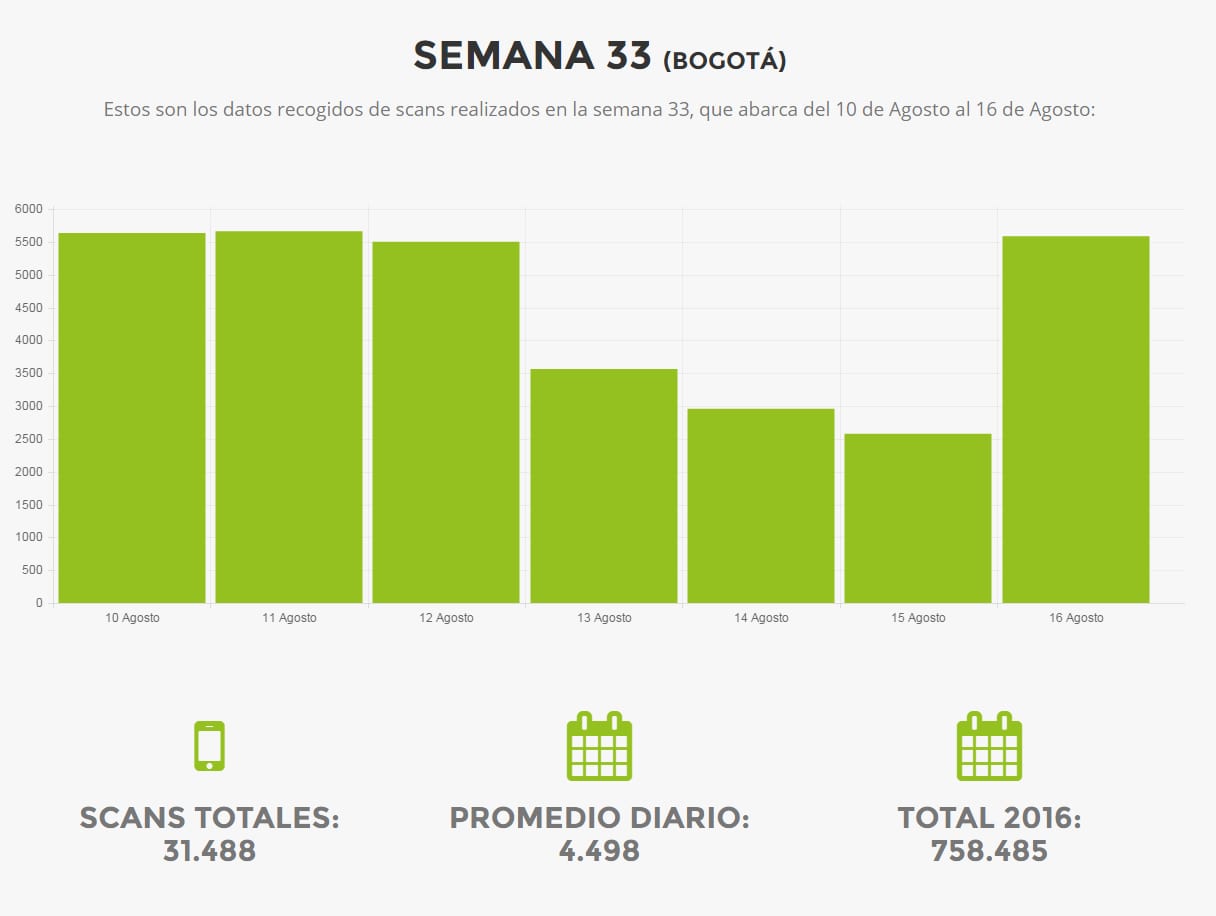 SEMANA 33 (BOGOTÁ)
Estos son los datos recogidos de scans realizados en la semana 33, que abarca del 10 de Agosto al 16 de Agosto:
6000
5500
5000
4500
4000
3500
3000
2500
2000
1500
1000
500
0
10 Agosto 11 Agosto 12 Agosto 13 Agosto 14 Agosto 15 Agosto 16 Agosto
SCANS TOTALES:
31.488
PROMEDIO DIARIO:
4.498
TOTAL 2016:
758.485